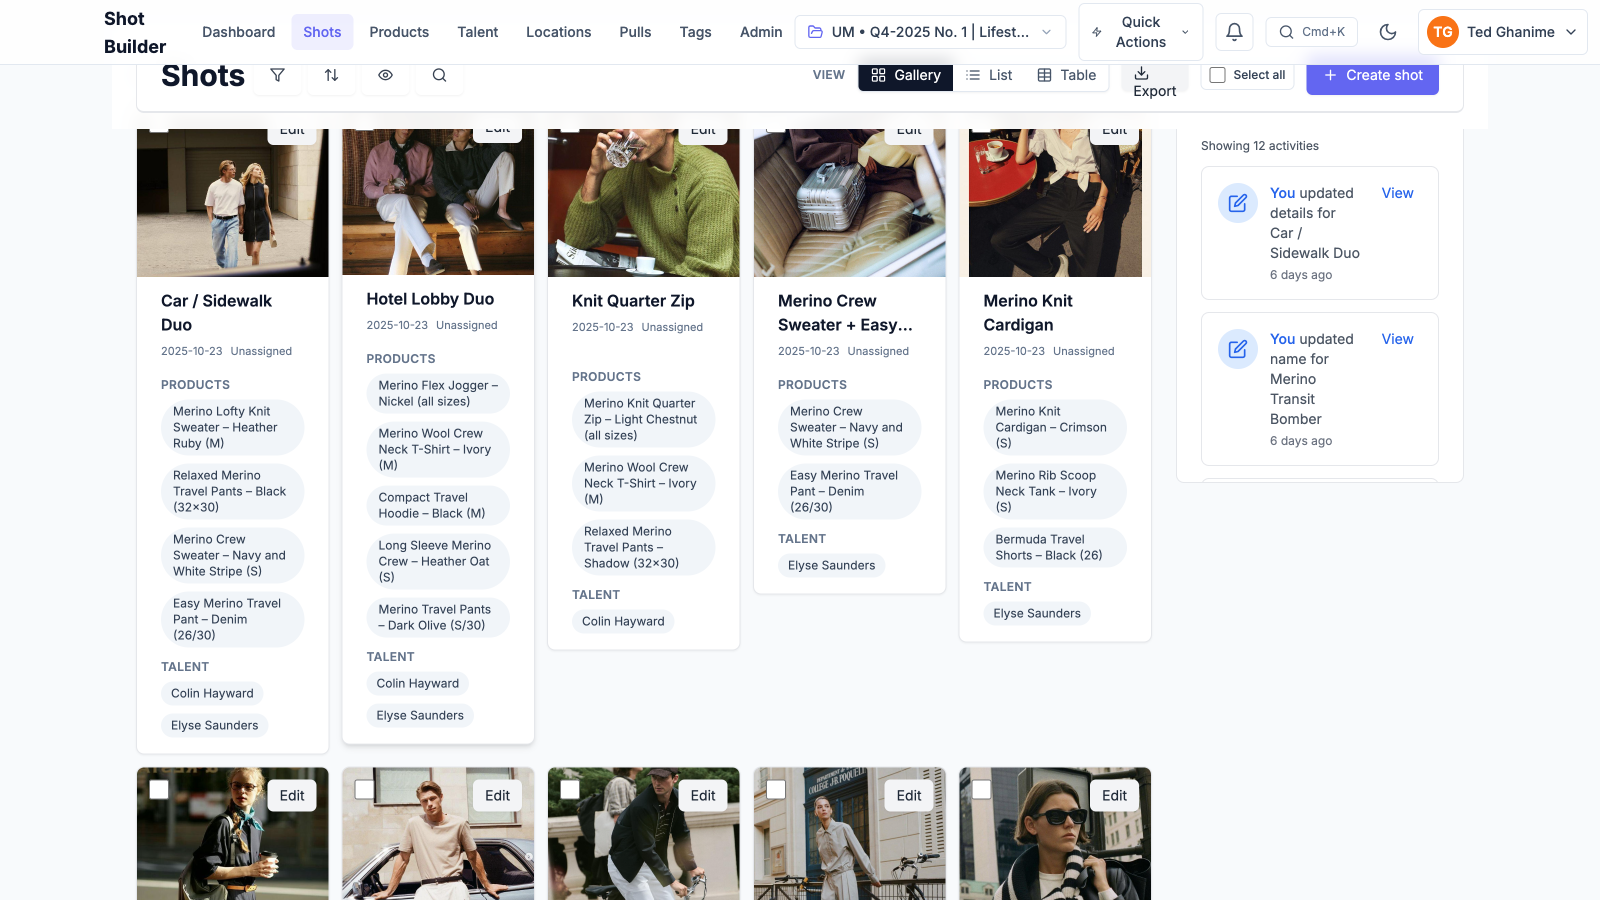 Shot Builder
Dashboard
Shots
Products
Talent
Locations
Pulls
Tags
Admin
UM • Q4-2025 No. 1 | Lifest...
Quick Actions
Cmd+K
TG
Ted Ghanime
Shots
VIEW
Gallery
List
Table
Export
Select all
Create shot
Edit
Edit
Edit
Edit
Edit
Car / Sidewalk
Duo
2025-10-23 Unassigned
PRODUCTS
Merino Lofty Knit
Sweater – Heather
Ruby (M)
Relaxed Merino
Travel Pants – Black
(32×30)
Merino Crew
Sweater – Navy and
White Stripe (S)
Easy Merino Travel
Pant – Denim
(26/30)
TALENT
Colin Hayward
Elyse Saunders
Hotel Lobby Duo
2025-10-23 Unassigned
PRODUCTS
Merino Flex Jogger –
Nickel (all sizes)
Merino Wool Crew
Neck T-Shirt – Ivory
(M)
Compact Travel
Hoodie – Black (M)
Long Sleeve Merino
Crew – Heather Oat
(S)
Merino Travel Pants
– Dark Olive (S/30)
TALENT
Colin Hayward
Elyse Saunders
Knit Quarter Zip
2025-10-23 Unassigned
PRODUCTS
Merino Knit Quarter
Zip – Light Chestnut
(all sizes)
Merino Wool Crew
Neck T-Shirt – Ivory
(M)
Relaxed Merino
Travel Pants –
Shadow (32×30)
TALENT
Colin Hayward
Merino Crew
Sweater + Easy...
2025-10-23 Unassigned
PRODUCTS
Merino Crew
Sweater – Navy and
White Stripe (S)
Easy Merino Travel
Pant – Denim
(26/30)
TALENT
Elyse Saunders
Merino Knit
Cardigan
2025-10-23 Unassigned
PRODUCTS
Merino Knit
Cardigan – Crimson
(S)
Merino Rib Scoop
Neck Tank – Ivory
(S)
Bermuda Travel
Shorts – Black (26)
TALENT
Elyse Saunders
Showing 12 activities
You updated
details for
Car /
Sidewalk Duo
View
6 days ago
You updated
name for
Merino
Transit
Bomber
View
6 days ago
Edit
Edit
Edit
Edit
Edit